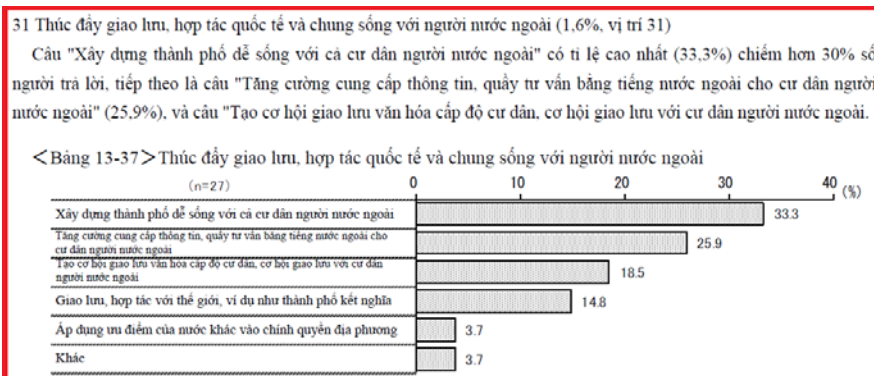 31 Thúc đẩy giao lưu, hợp tác quốc tế và chung sống với người nước ngoài (1,6%, vị trí 31)
Câu "Xây dựng thành phố dễ sống với cả cư dân người nước ngoài" có tỉ lệ cao nhất (33,3%) chiếm hơn 30% số
người trả lời, tiếp theo là câu "Tăng cường cung cấp thông tin, quầy tư vấn bằng tiếng nước ngoài cho cư dân người
nước ngoài" (25,9%), và câu "Tạo cơ hội giao lưu văn hóa cấp độ cư dân, cơ hội giao lưu với cư dân người nước ngoài.
＜Bảng 13-37＞Thúc đẩy giao lưu, hợp tác quốc tế và chung sống với người nước ngoài
(n=27) 0 10 20 30 40 (%)
Xây dựng thành phố dễ sống với cả cư dân người nước ngoài 33.3
Tăng cường cung cấp thông tin, quầy tư vấn bằng tiếng nước ngoài cho
cư dân người nước ngoài 25.9
Tạo cơ hội giao lưu văn hóa cấp độ cư dân, cơ hội giao lưu với cư dân
người nước ngoài 18.5
Giao lưu, hợp tác với thế giới, ví dụ như thành phố kết nghĩa 14.8
Áp dụng ưu điểm của nước khác vào chính quyền địa phương 3.7
Khác 3.7